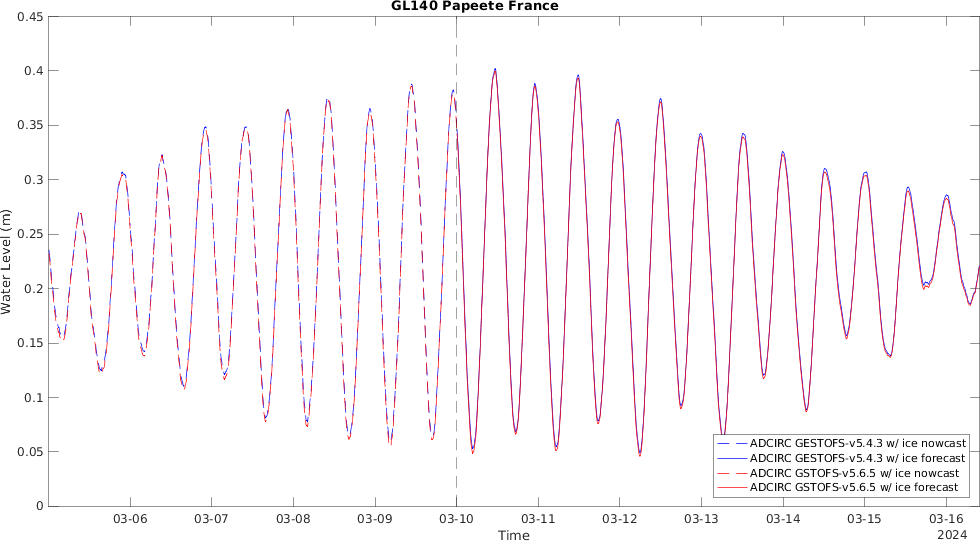 GL140 Papeete France
0.45
0.4
0.35
0.3
0.25
0.2
0.15
0.1
0.05
0
Water Level (m)
ADCIRC GESTOFS-v5.4.3 w/ ice nowcast
ADCIRC GESTOFS-v5.4.3 w/ ice forecast
ADCIRC GSTOFS-v5.6.5 w/ ice nowcast
ADCIRC GSTOFS-v5.6.5 w/ ice forecast
03-06 03-07 03-08 03-09 03-10 03-11 03-12 03-13 03-14 03-15 03-16
Time 2024